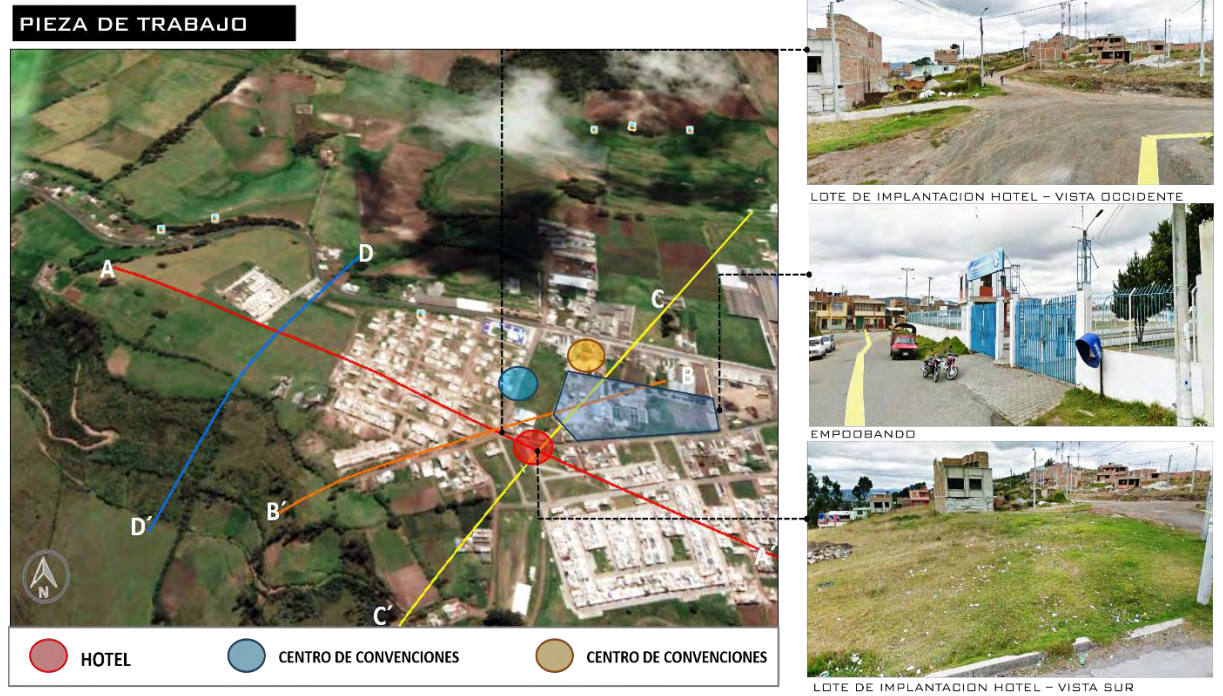 PIEZA DE TRABAJO
A
D
C
B
B´
D´
A
C´
N
HOTEL
CENTRO DE CONVENCIONES
CENTRO DE CONVENCIONES
LOTE DE IMPLANTACION HOTEL – VISTA OCCIDENTE
EMPOOBANDO
LOTE DE IMPLANTACION HOTEL – VISTA SUR